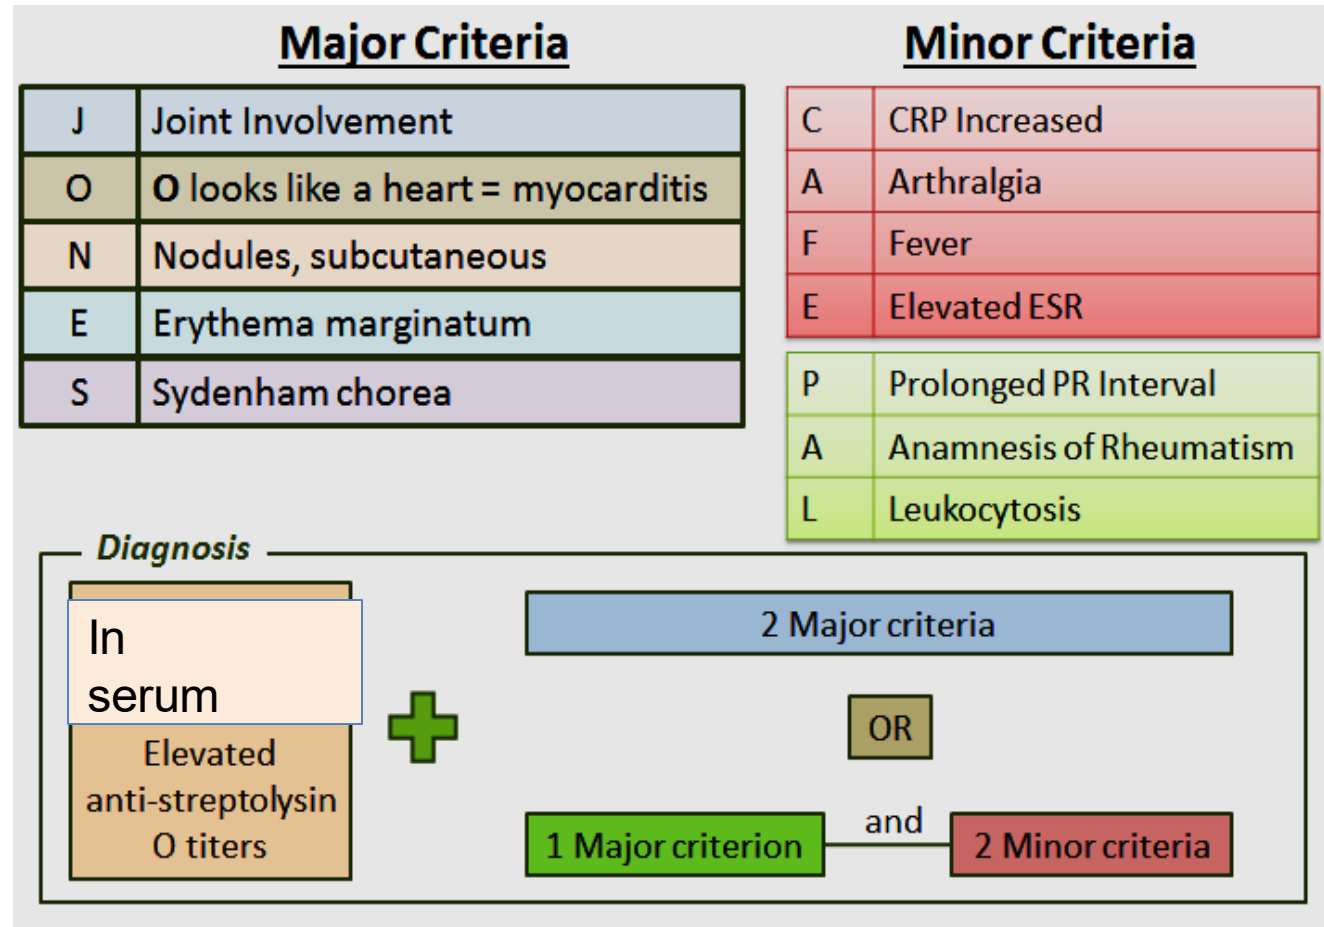 Major Criteria
J Joint Involvement
O O looks like a heart = myocarditis
N Nodules, subcutaneous
E Erythema marginatum
S Sydenham chorea
Minor Criteria
C CRP Increased
A Arthralgia
F Fever
E Elevated ESR
P Prolonged PR Interval
A Anamnesis of Rheumatism
L Leukocytosis
Diagnosis
In
serum
Elevated
anti-streptolysin
O titers
2 Major criteria
OR
1 Major criterion and 2 Minor criteria